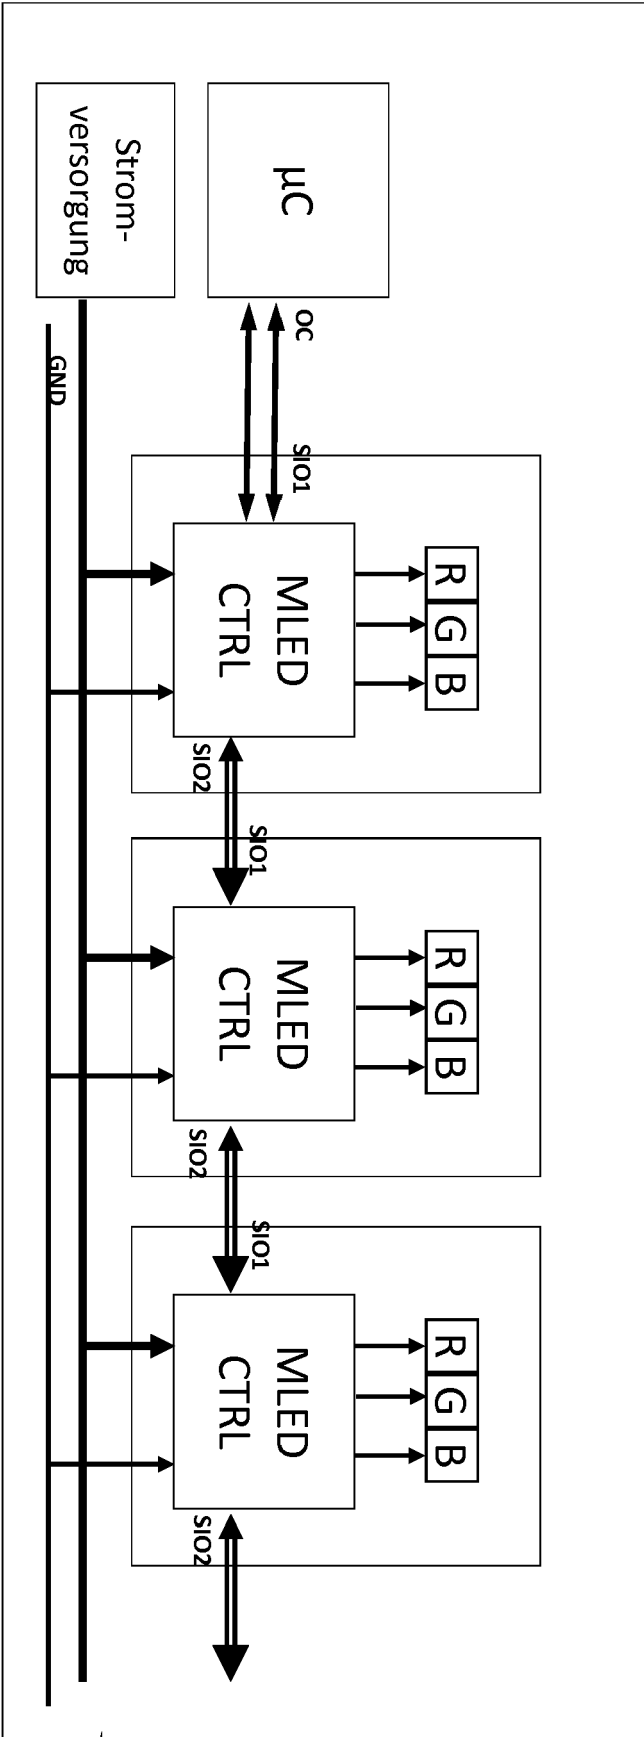 µC
Strom-
versorgung
OC
GND
SIO1
R G B
MLED
CTRL
SIO2
SIO1
R G B
MLED
CTRL
SIO2
SIO1
R G B
MLED
CTRL
SIO2